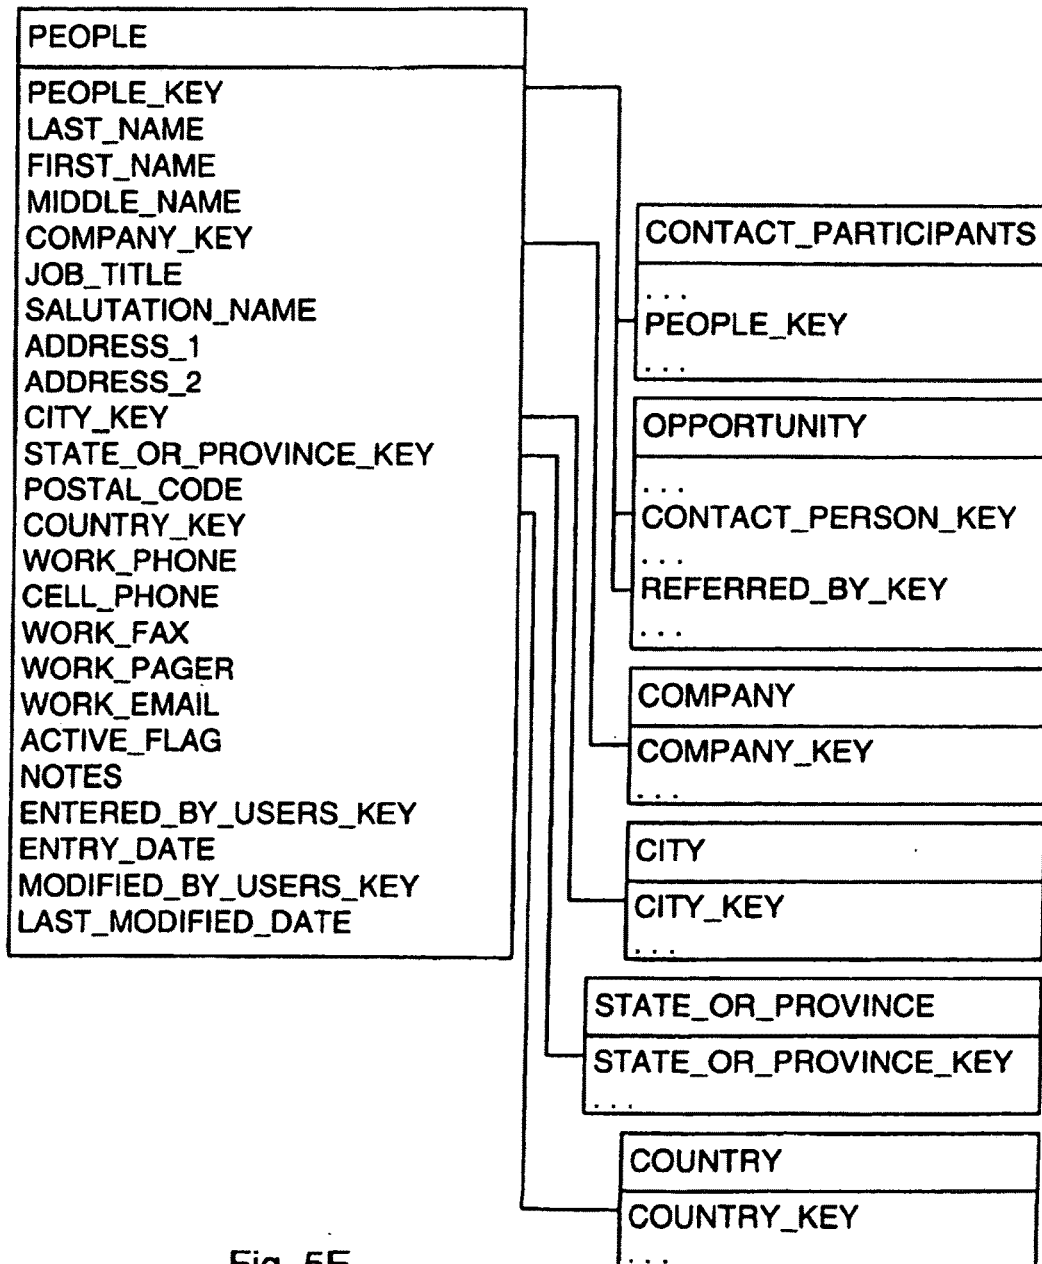 PEOPLE
PEOPLE_KEY
LAST_NAME
FIRST_NAME
MIDDLE_NAME
COMPANY_KEY
JOB_TITLE
SALUTATION_NAME
ADDRESS_1
ADDRESS_2
CITY_KEY
STATE_OR_PROVINCE_KEY
POSTAL_CODE
COUNTRY_KEY
WORK_PHONE
CELL_PHONE
WORK_FAX
WORK_PAGER
WORK_EMAIL
ACTIVE_FLAG
NOTES
ENTERED_BY_USERS_KEY
ENTRY_DATE
MODIFIED_BY_USERS_KEY
LAST_MODIFIED_DATE
CONTACT_PARTICIPANTS
. . .
PEOPLE_KEY
. . .
OPPORTUNITY
. . .
CONTACT_PERSON_KEY
. . .
REFERRED_BY_KEY
. . .
COMPANY
COMPANY_KEY
. . .
CITY
CITY_KEY
. . .
STATE_OR_PROVINCE
STATE_OR_PROVINCE_KEY
. . .
COUNTRY
COUNTRY_KEY
. . .
Fig.